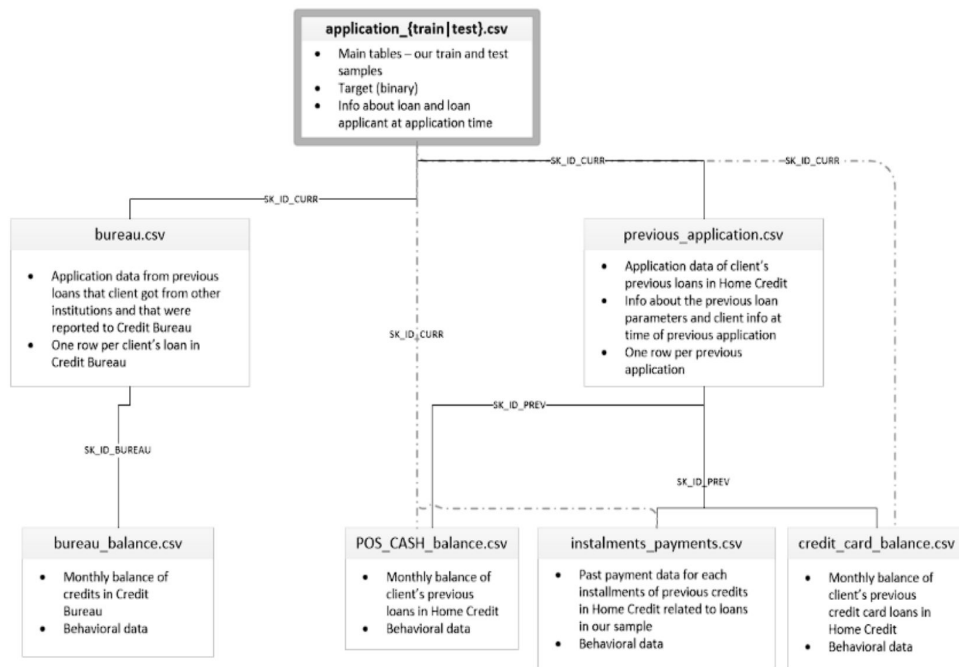 application_{train|test}.csv
• Main tables – our train and test
samples
• Target (binary)
• Info about loan and loan
applicant at application time
SK_ID_CURR
SK_ID_CURR
SK_ID_CURR
bureau.csv
• Application data from previous
loans that client got from other
institutions and that were
reported to Credit Bureau
• One row per client's loan in
Credit Bureau
previous_application.csv
• Application data of client's
previous loans in Home Credit
• Info about the previous loan
parameters and client info at
time of previous application
• One row per previous
application
SK_ID_CURR
SK_ID_PREV
SK_ID_BUREAU
SK_ID_PREV
bureau_balance.csv
• Monthly balance of
credits in Credit
Bureau
• Behavioral data
POS_CASH_balance.csv
• Monthly balance of
client's previous
loans in Home Credit
• Behavioral data
instalments_payments.csv
• Past payment data for each
installments of previous credits
in Home Credit related to loans
in our sample
• Behavioral data
credit_card_balance.csv
• Monthly balance of
client's previous
credit card loans in
Home Credit
• Behavioral data